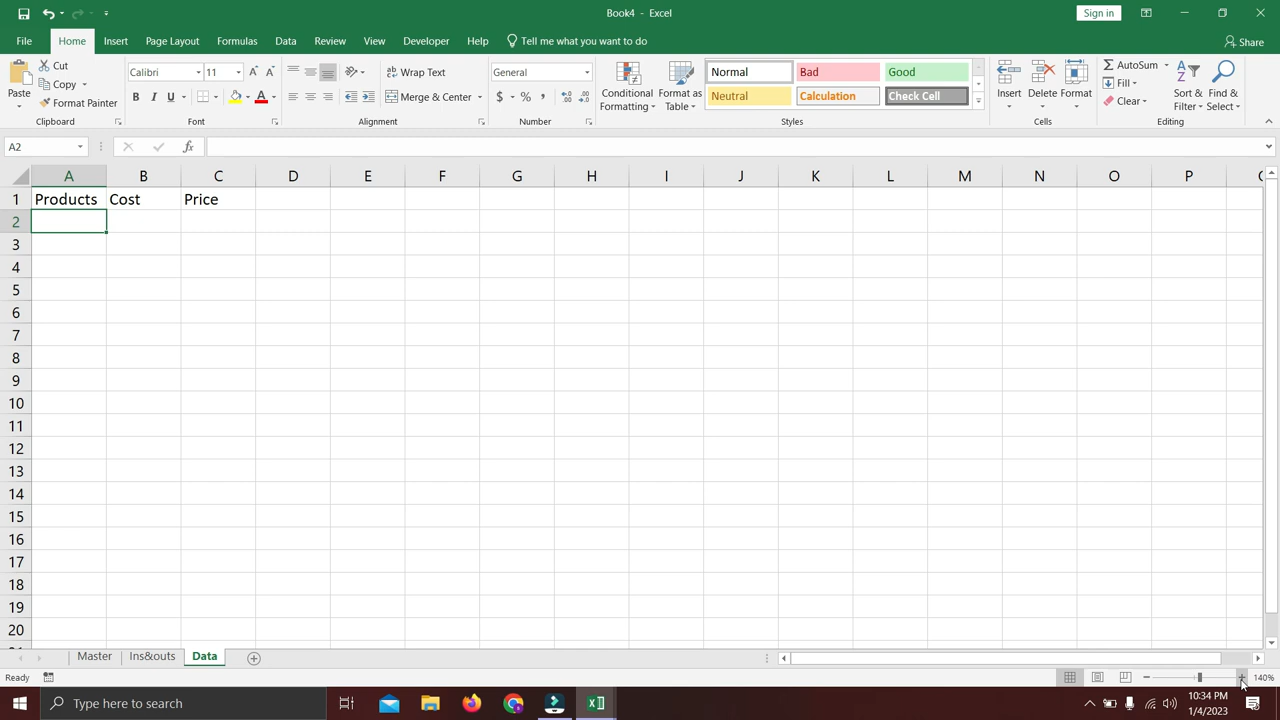 Book4 - Excel
Sign in
File Home Insert Page Layout Formulas Data Review View Developer Help Tell me what you want to do Share
Paste
Cut
Copy
Format Painter
Clipboard
Calibri 11
B I U
Font
Wrap Text
Merge & Center
Alignment
General
$ % ,
Number
Conditional Formatting
Format as Table
Normal Bad Good
Neutral Calculation Check Cell
Styles
Insert Delete Format
Cells
AutoSum
Fill
Clear
Sort & Filter
Find & Select
Editing
A2
fx
A B C D E F G H I J K L M N O P
1 Products Cost Price
2
3
4
5
6
7
8
9
10
11
12
13
14
15
16
17
18
19
20
Master Ins&outs Data
Ready
140%
Type here to search
10:34 PM
1/4/2023